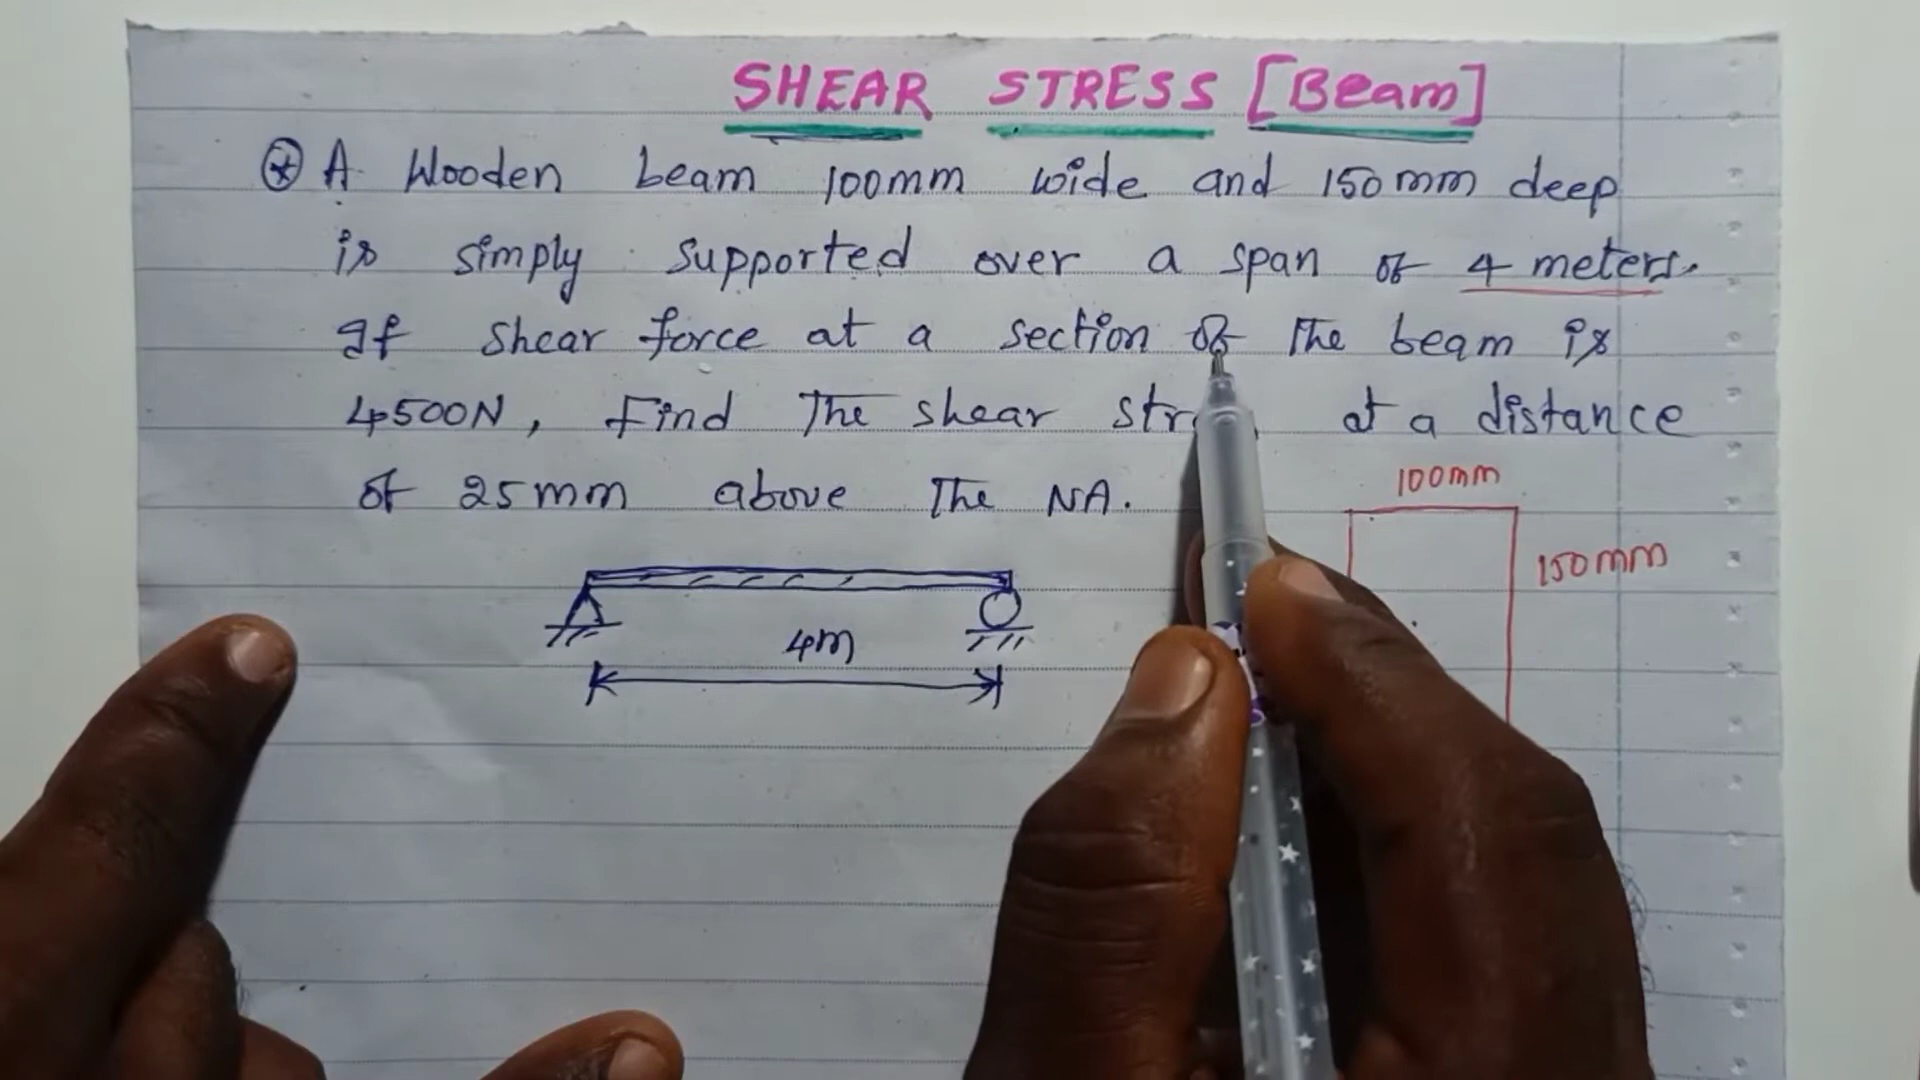 SHEAR STRESS [Beam]
A Wooden beam 100mm wide and 150mm deep
is simply supported over a span of 4 meters.
If shear force at a section of The beam is
4500N, Find The shear at a distance
of 25mm above The NA.
100mm
150mm
4m